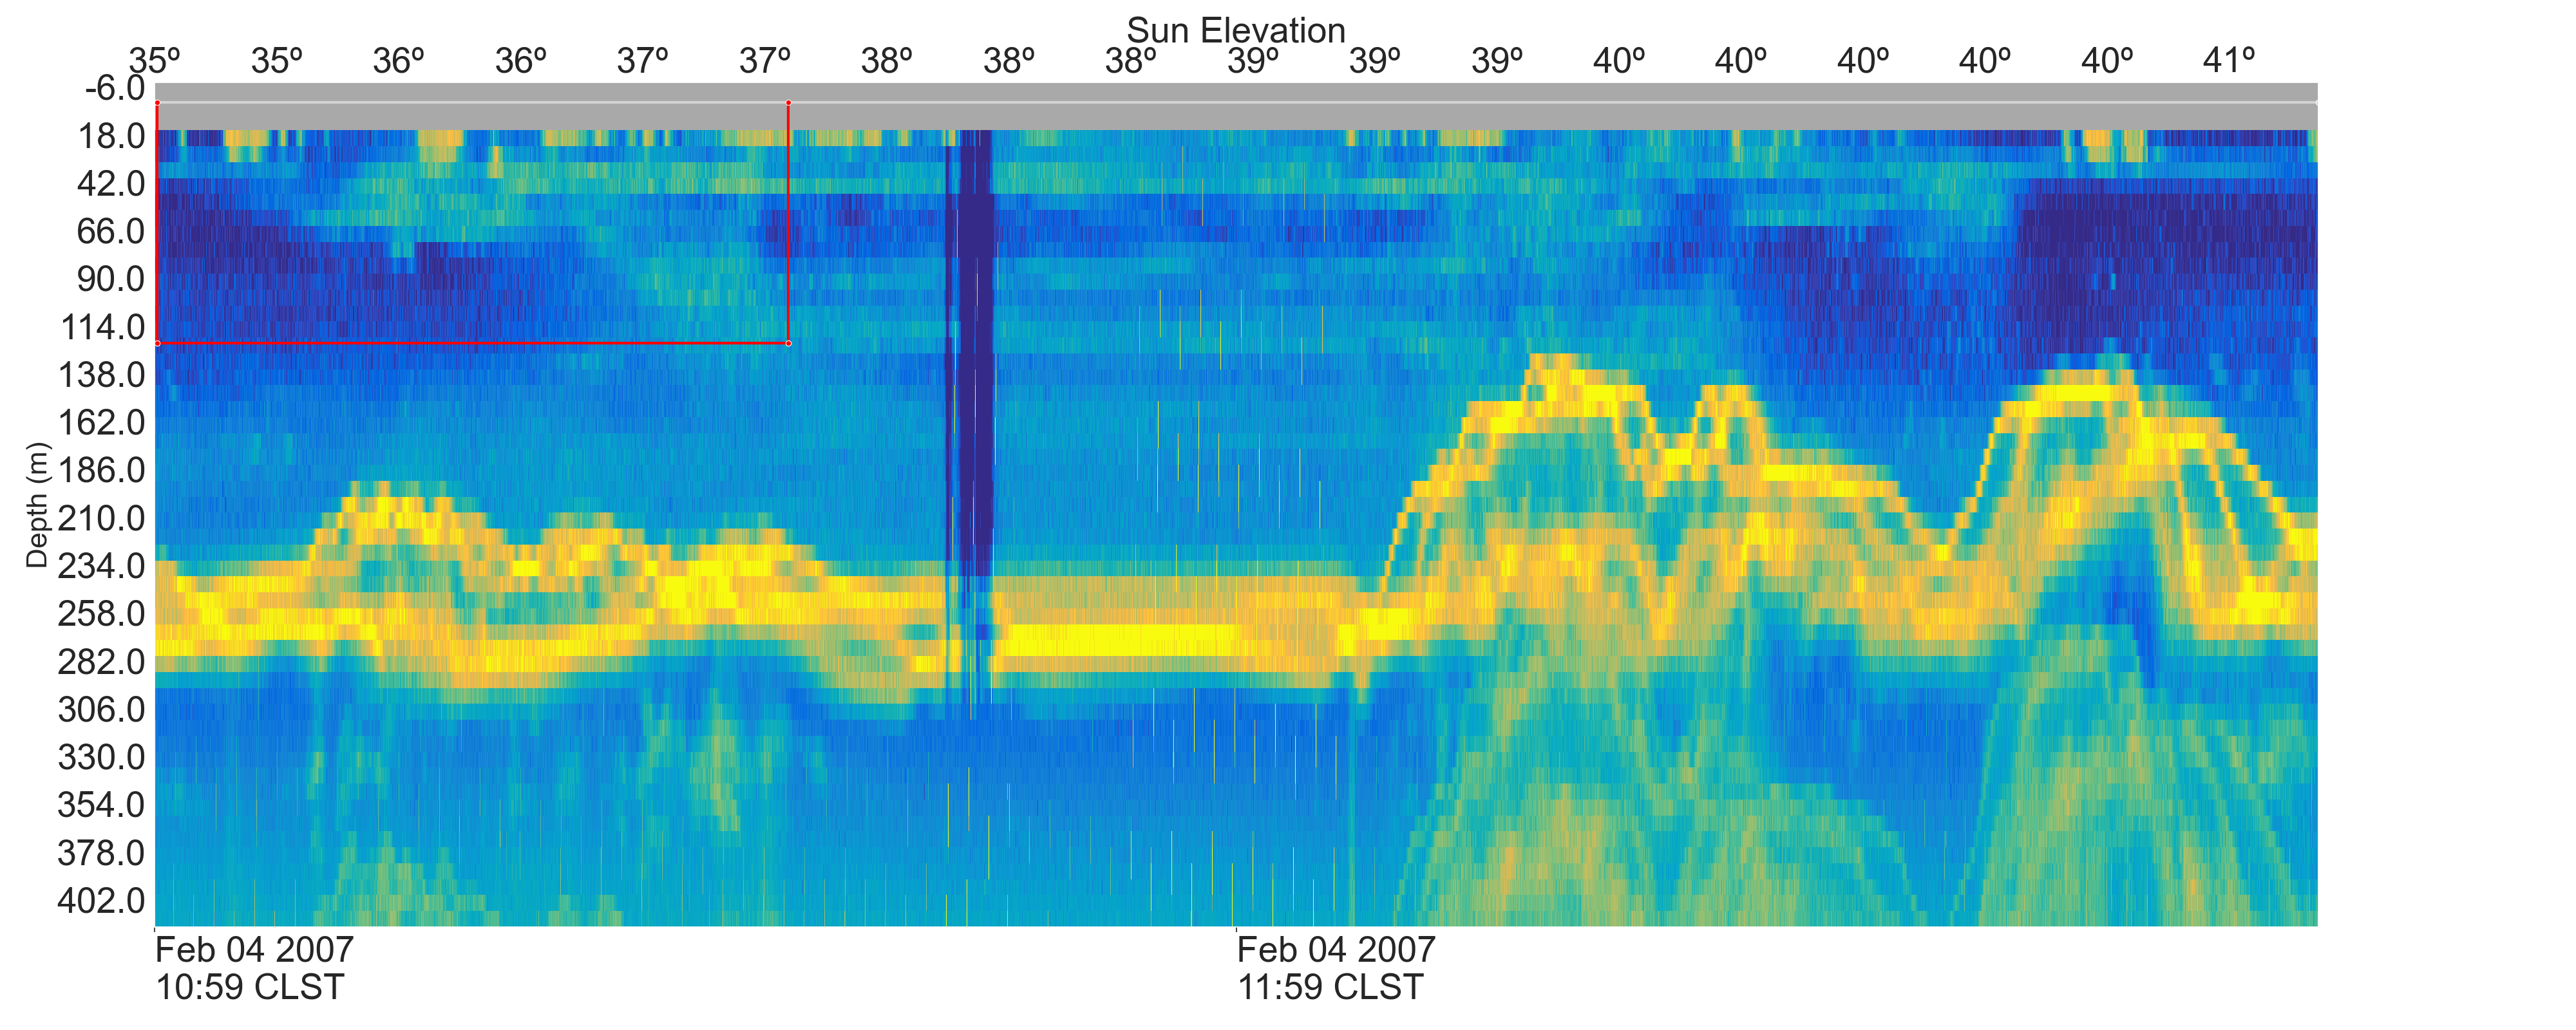 Sun Elevation
35º 35º 36º 36º 37º 37º 38º 38º 38º 39º 39º 39º 40º 40º 40º 40º 40º 41º
-6.0
18.0
42.0
66.0
90.0
114.0
138.0
162.0
186.0
210.0
234.0
258.0
282.0
306.0
330.0
354.0
378.0
402.0
Depth (m)
Feb 04 2007
10:59 CLST
Feb 04 2007
11:59 CLST